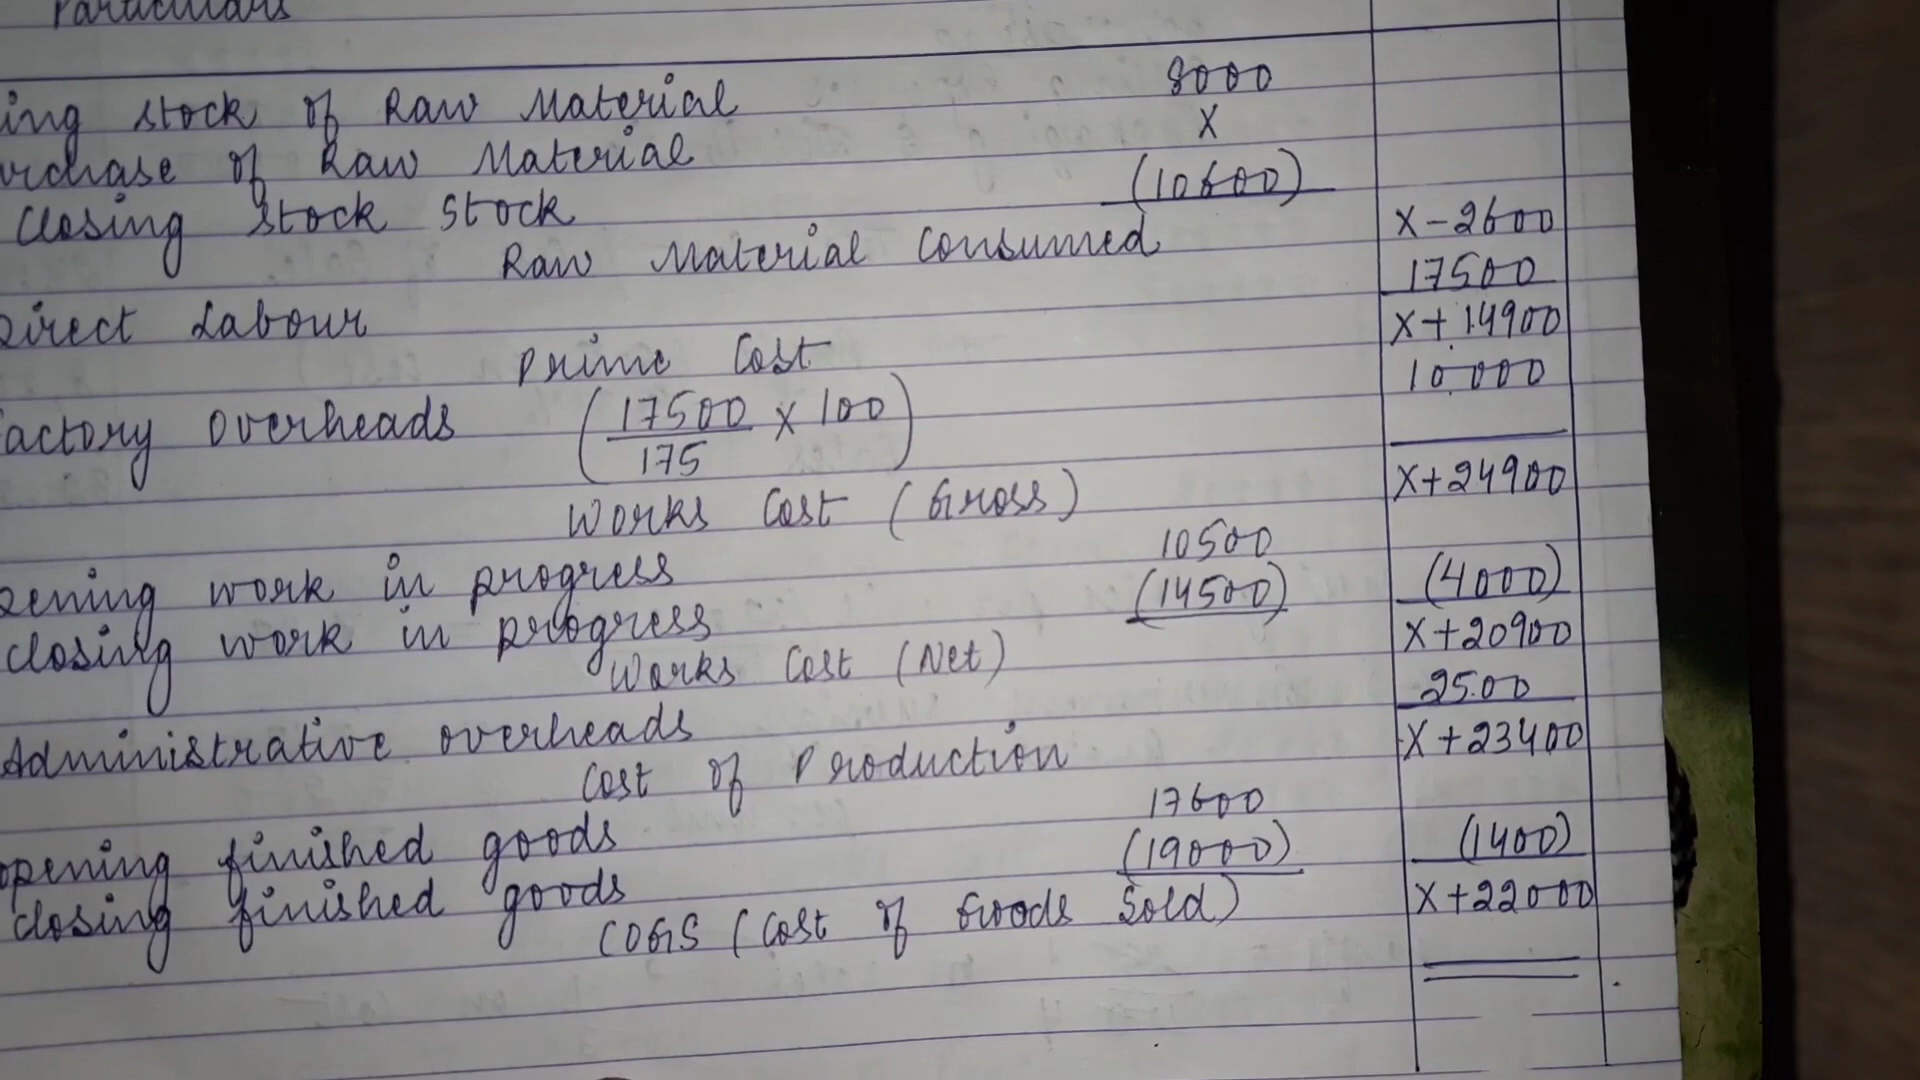 Particulars
ing stock of Raw Material 8000
urchase of Raw Material X
Closing stock stock (10600)
Raw Material Consumed X-2600
Direct Labour 17500
Prime Cost X+14900
Factory Overheads (17500/175 X 100) 10000
Works Cost (Gross) X+24900
pening work in progress 10500
closing work in progress (14500) (4000)
Works Cost (Net) X+20900
Administrative overheads 2500
Cost of Production X+23400
opening finished goods 17600
closing finished goods (19000) (1400)
COGS (Cost of Goods Sold) X+22000